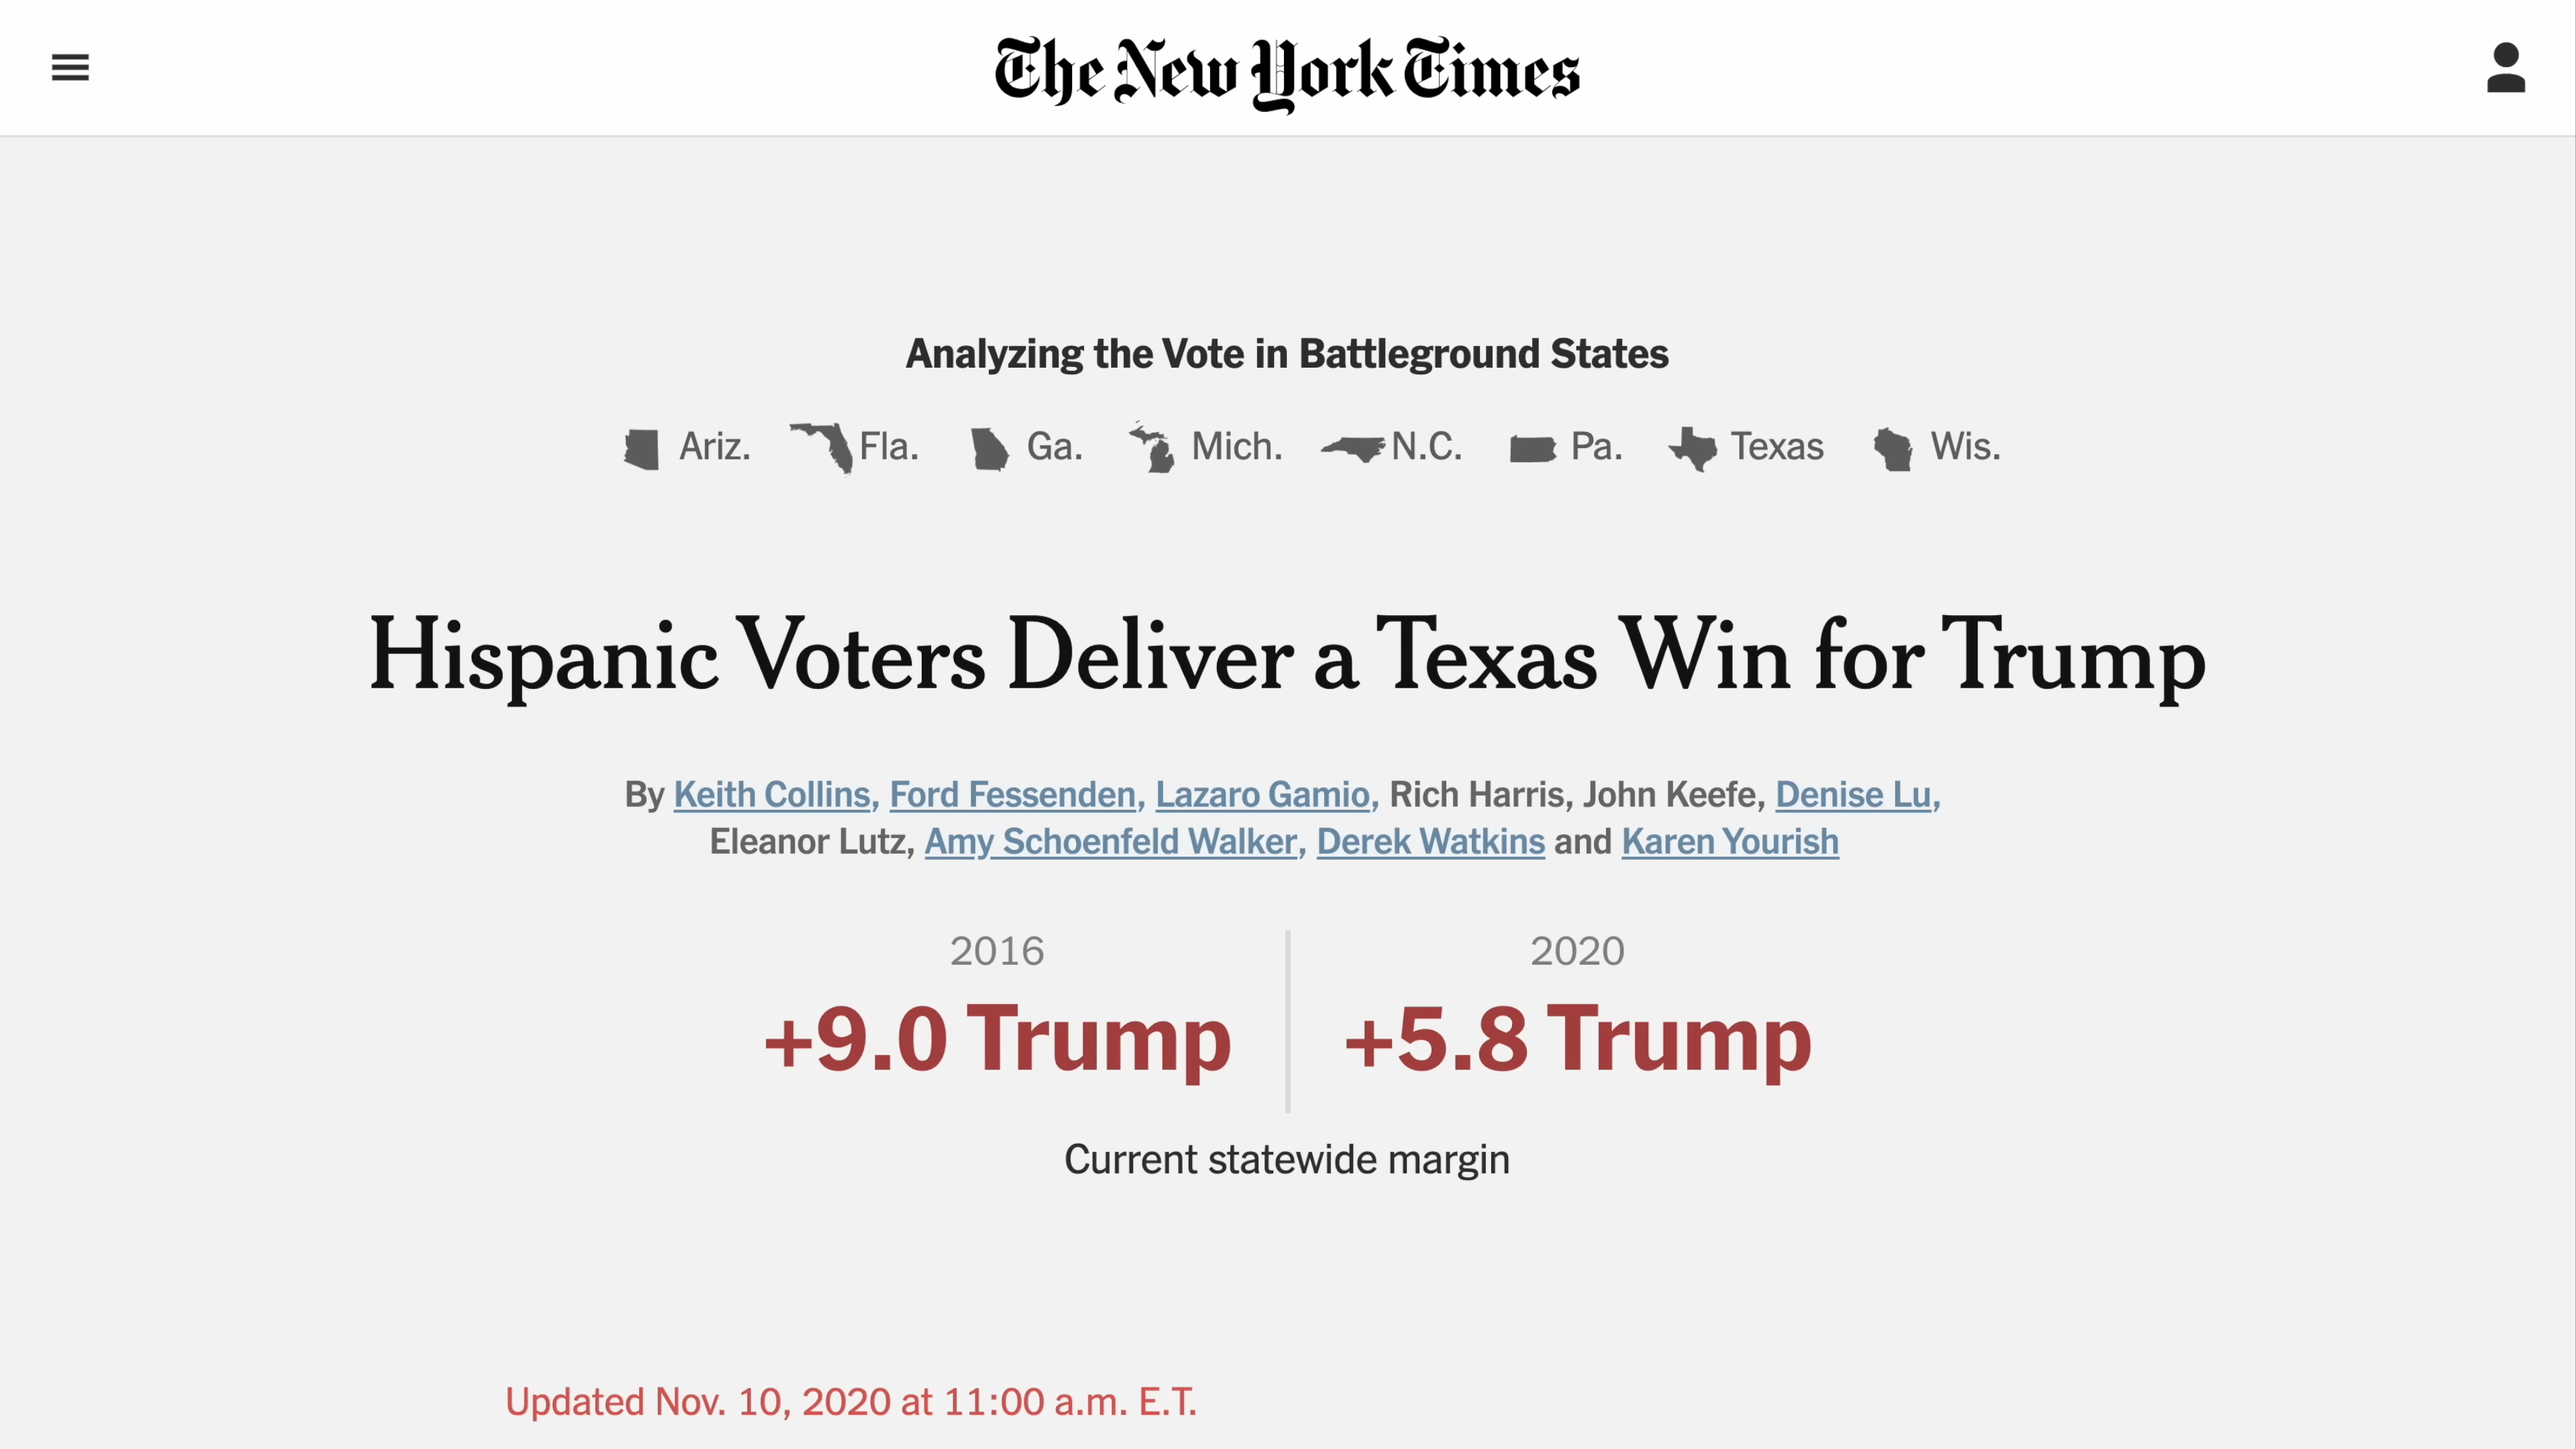 The New York Times
Analyzing the Vote in Battleground States
Ariz. Fla. Ga. Mich. N.C. Pa. Texas Wis.
Hispanic Voters Deliver a Texas Win for Trump
By Keith Collins, Ford Fessenden, Lazaro Gamio, Rich Harris, John Keefe, Denise Lu,
Eleanor Lutz, Amy Schoenfeld Walker, Derek Watkins and Karen Yourish
2016 2020
+9.0 Trump +5.8 Trump
Current statewide margin
Updated Nov. 10, 2020 at 11:00 a.m. E.T.